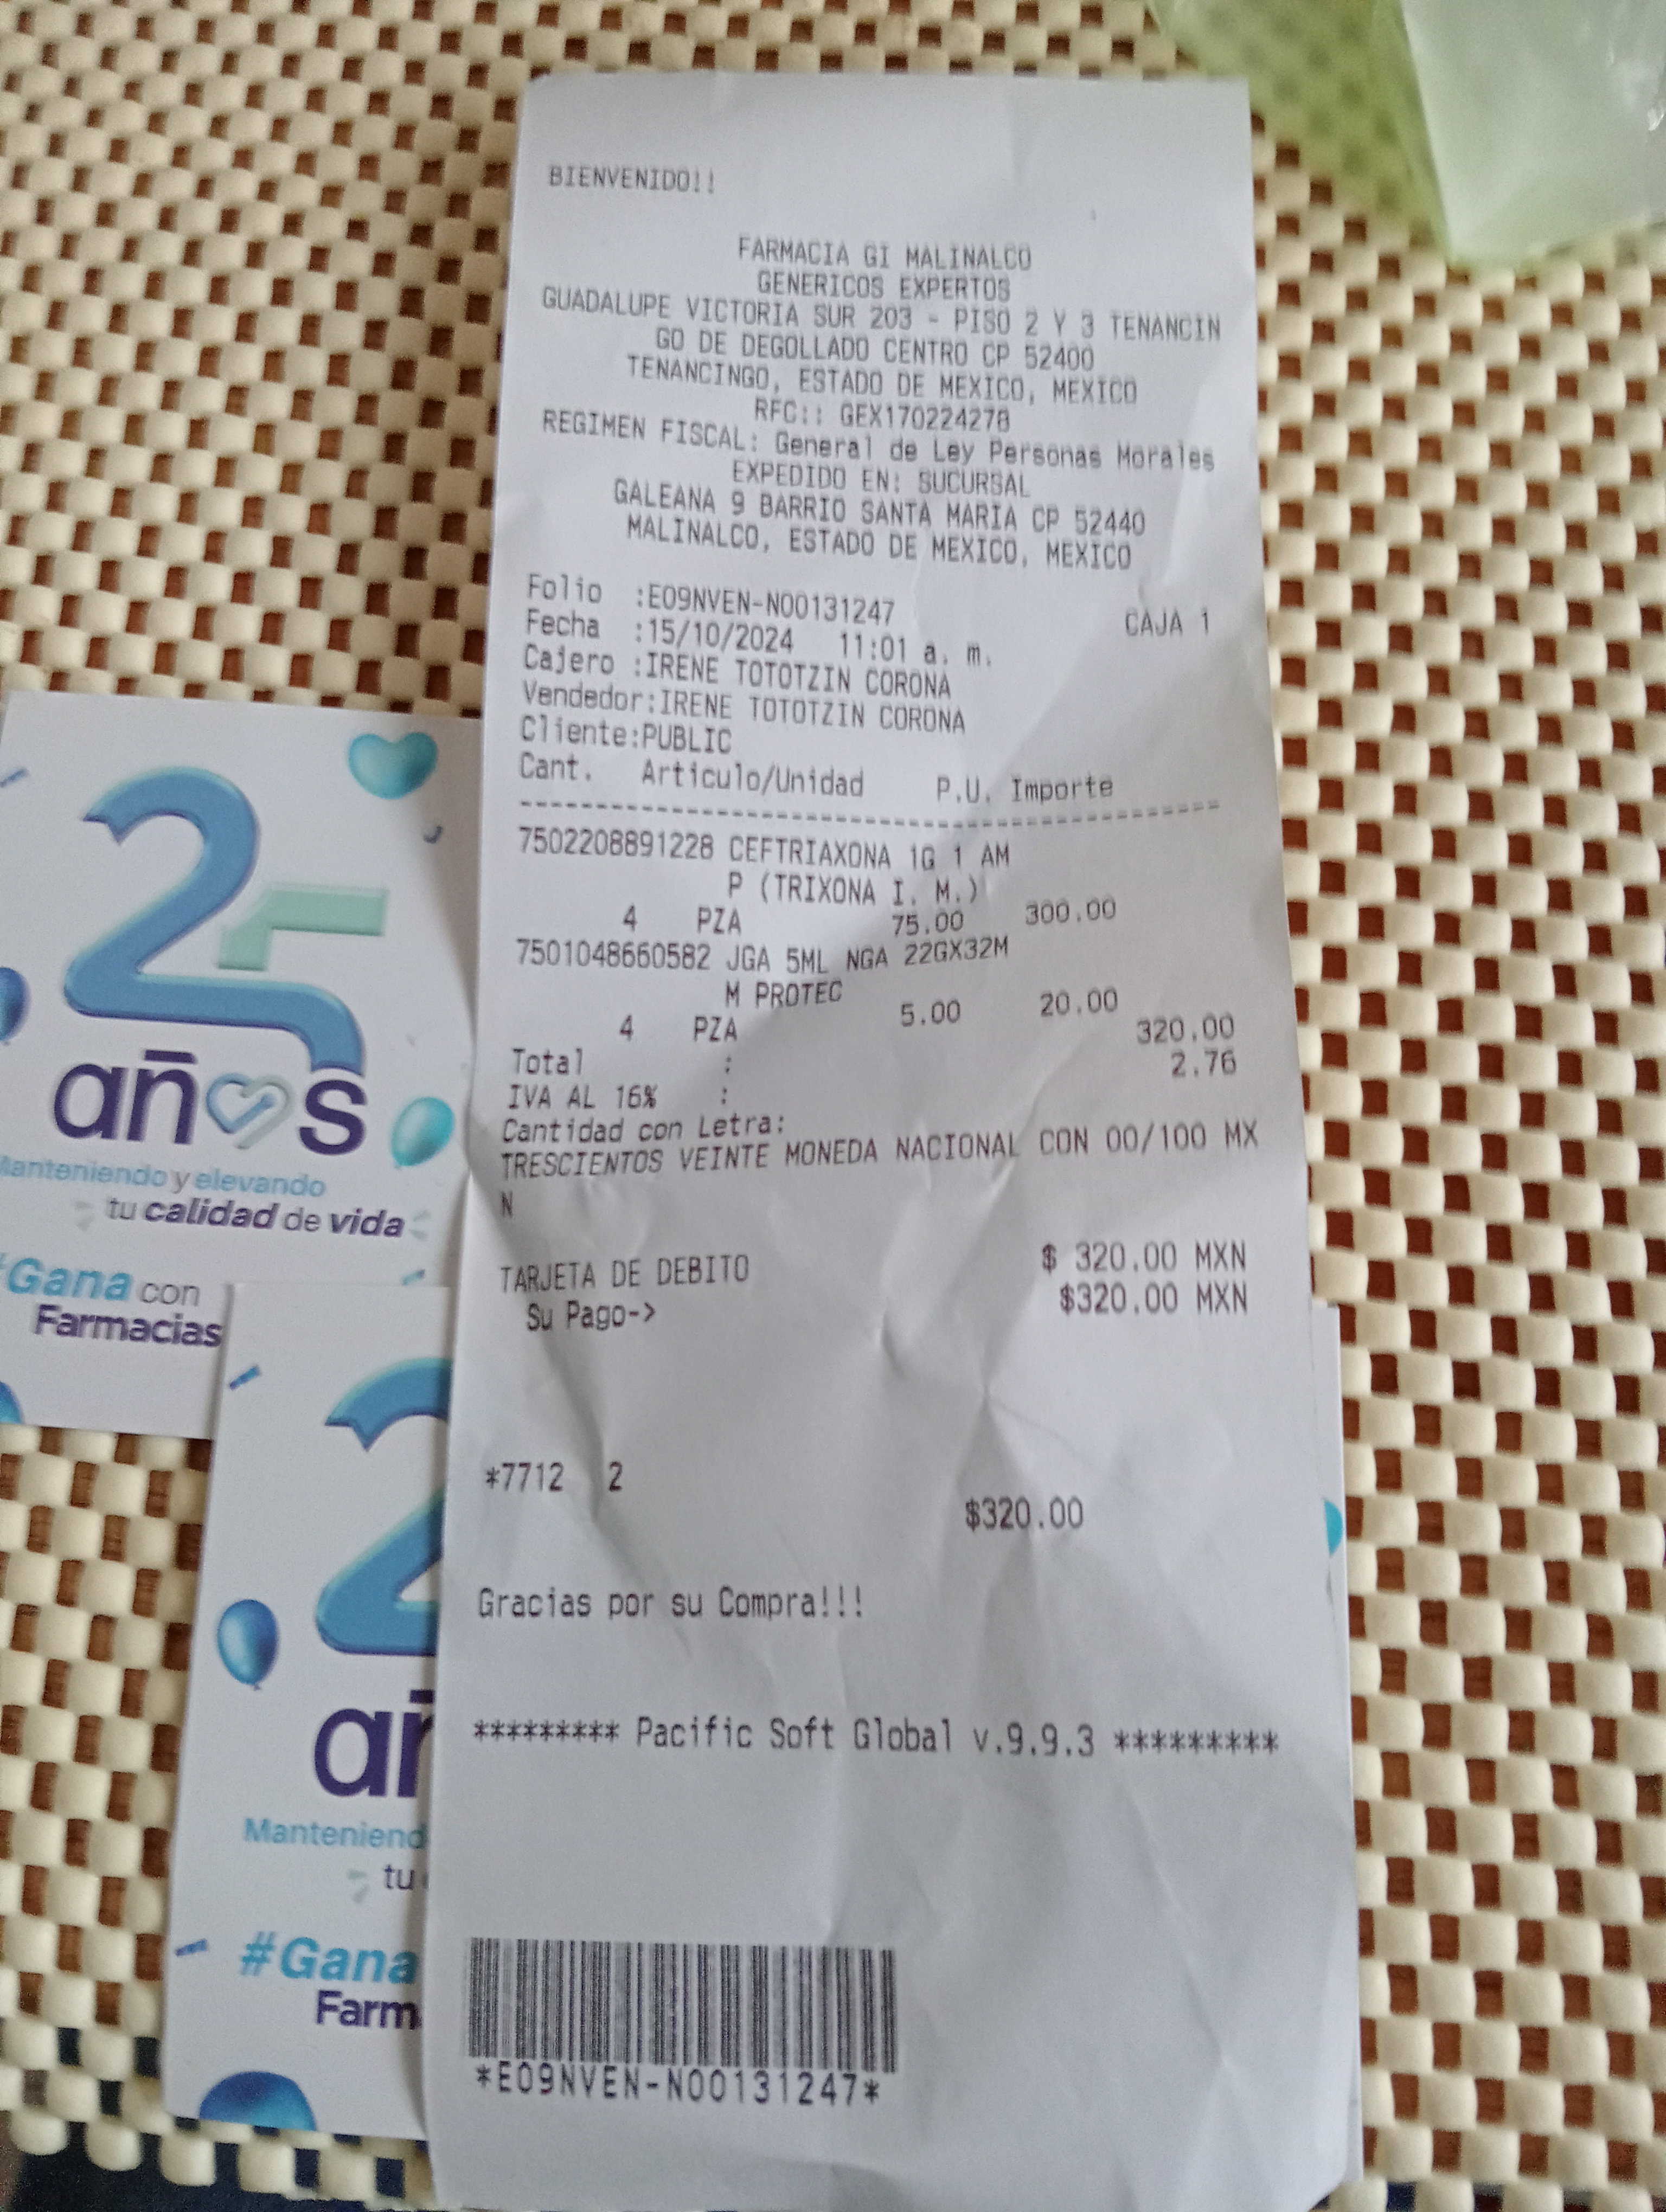 BIENVENIDO!!
FARMACIA GI MALINALCO
GENERICOS EXPERTOS
GUADALUPE VICTORIA SUR 203 - PISO 2 Y 3 TENANCIN
GO DE DEGOLLADO CENTRO CP 52400
TENANCINGO, ESTADO DE MEXICO, MEXICO
RFC:: GEX170224278
REGIMEN FISCAL: General de Ley Personas Morales
EXPEDIDO EN: SUCURSAL
GALEANA 9 BARRIO SANTA MARIA CP 52440
MALINALCO, ESTADO DE MEXICO, MEXICO
Folio :E09NVEN-N00131247 CAJA 1
Fecha :15/10/2024 11:01 a. m.
Cajero :IRENE TOTOTZIN CORONA
Vendedor:IRENE TOTOTZIN CORONA
Cliente:PUBLIC
Cant. Articulo/Unidad P.U. Importe
------------------------------------------------
7502208891228 CEFTRIAXONA 1G 1 AM
P (TRIXONA I. M.)
4 PZA 75.00 300.00
7501048660582 JGA 5ML NGA 22GX32M
M PROTEC
4 PZA 5.00 20.00
Total : 320.00
IVA AL 16% : 2.76
Cantidad con Letra:
TRESCIENTOS VEINTE MONEDA NACIONAL CON 00/100 MX
N
TARJETA DE DEBITO $ 320.00 MXN
Su Pago-> $320.00 MXN
*7712 2
$320.00
Gracias por su Compra!!!
********* Pacific Soft Global v.9.9.3 *********
*E09NVEN-N00131247*
25
años
Manteniendo y elevando
tu calidad de vida
#Gana con
Farmacias
2
añ
Manteniend
tu
#Gana
Farm